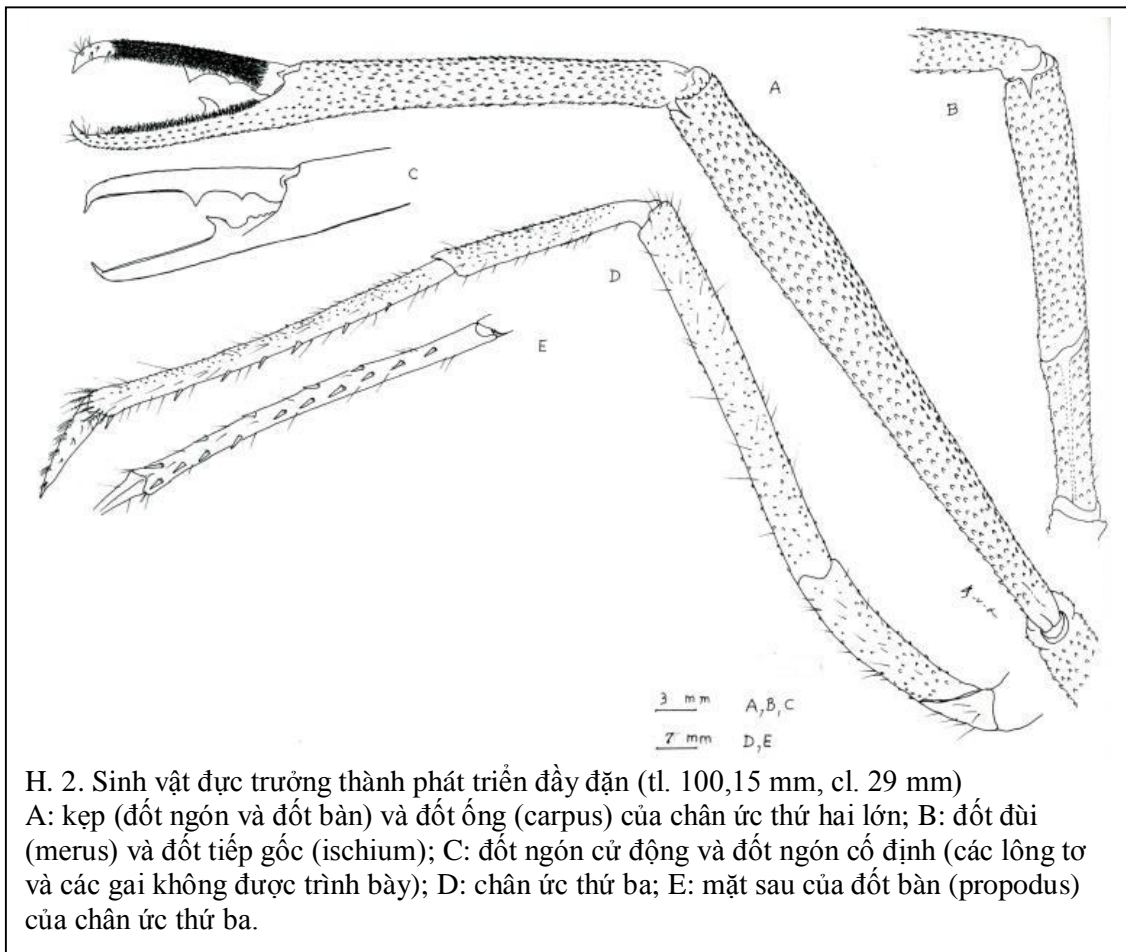 A
B
C
D
E
3 mm A,B,C
7 mm D,E
H. 2. Sinh vật đực trưởng thành phát triển đầy đặn (tl. 100,15 mm, cl. 29 mm)
A: kẹp (đốt ngón và đốt bàn) và đốt ống (carpus) của chân ức thứ hai lớn; B: đốt đùi
(merus) và đốt tiếp gốc (ischium); C: đốt ngón cử động và đốt ngón cố định (các lông tơ
và các gai không được trình bày); D: chân ức thứ ba; E: mặt sau của đốt bàn (propodus)
của chân ức thứ ba.